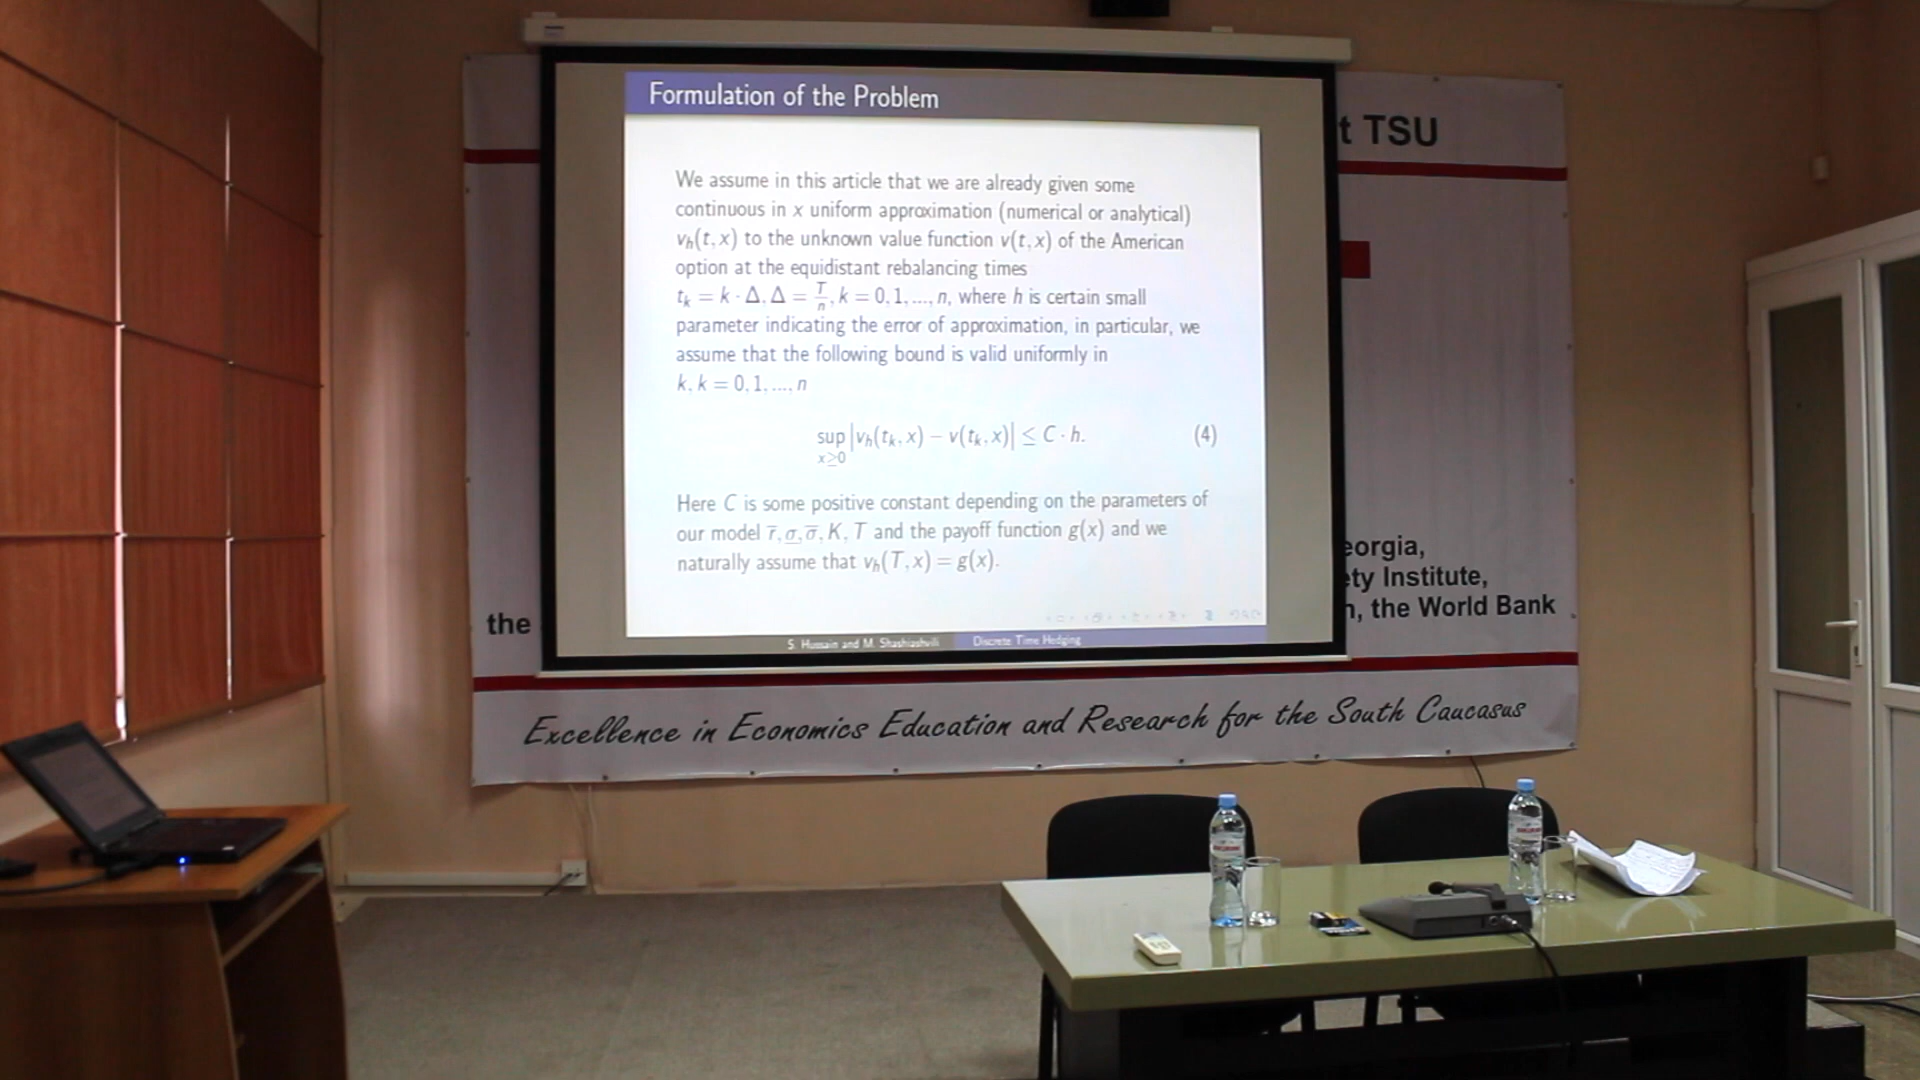 Formulation of the Problem
t TSU
We assume in this article that we are already given some
continuous in x uniform approximation (numerical or analytical)
vₕ(t, x) to the unknown value function v(t, x) of the American
option at the equidistant rebalancing times
tₖ = k · Δ, Δ = T/n, k = 0, 1, ..., n, where h is certain small
parameter indicating the error of approximation, in particular, we
assume that the following bound is valid uniformly in
k, k = 0, 1, ..., n
sup x≥0 |vₕ(tₖ, x) − v(tₖ, x)| ≤ C · h. (4)
Here C is some positive constant depending on the parameters of
our model r̅, σ̲, σ̅, K, T and the payoff function g(x) and we
naturally assume that vₕ(T, x) = g(x).
S. Hussain and M. Shashiashvili Discrete Time Hedging
eorgia,
ety Institute,
the
n, the World Bank
Excellence in Economics Education and Research for the South Caucasus